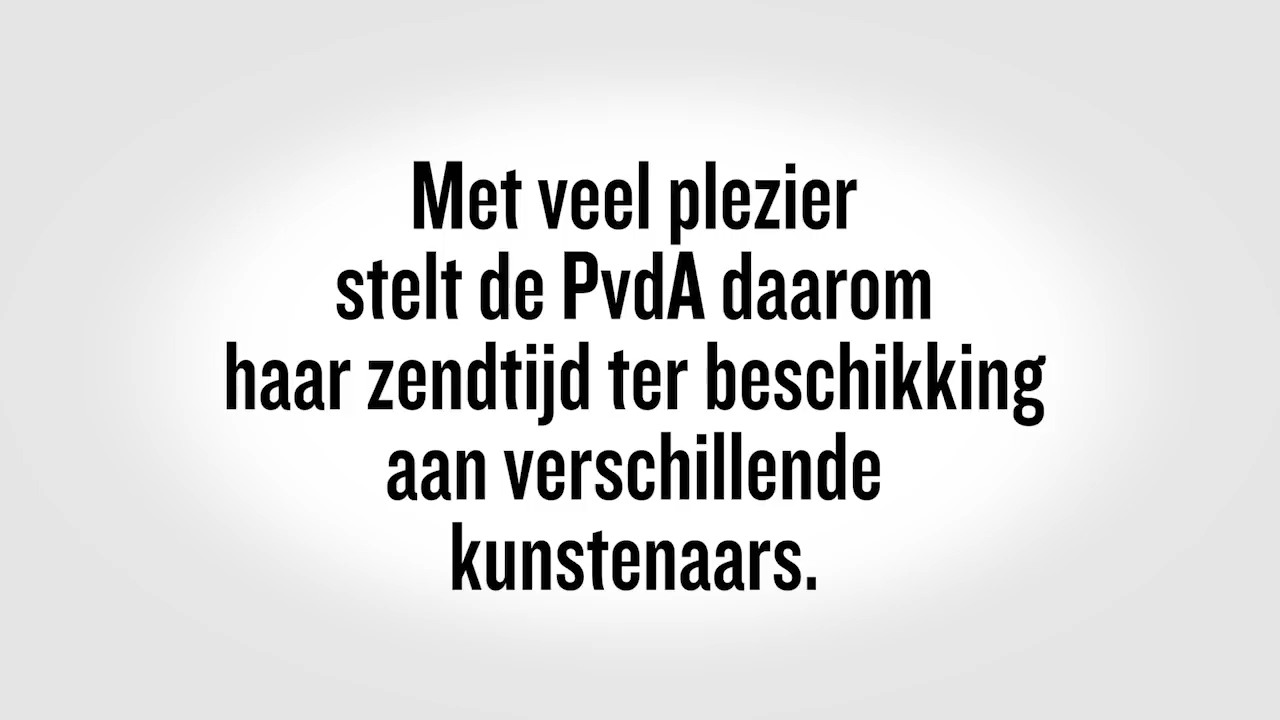 Met veel plezier
stelt de PvdA daarom
haar zendtijd ter beschikking
aan verschillende
kunstenaars.